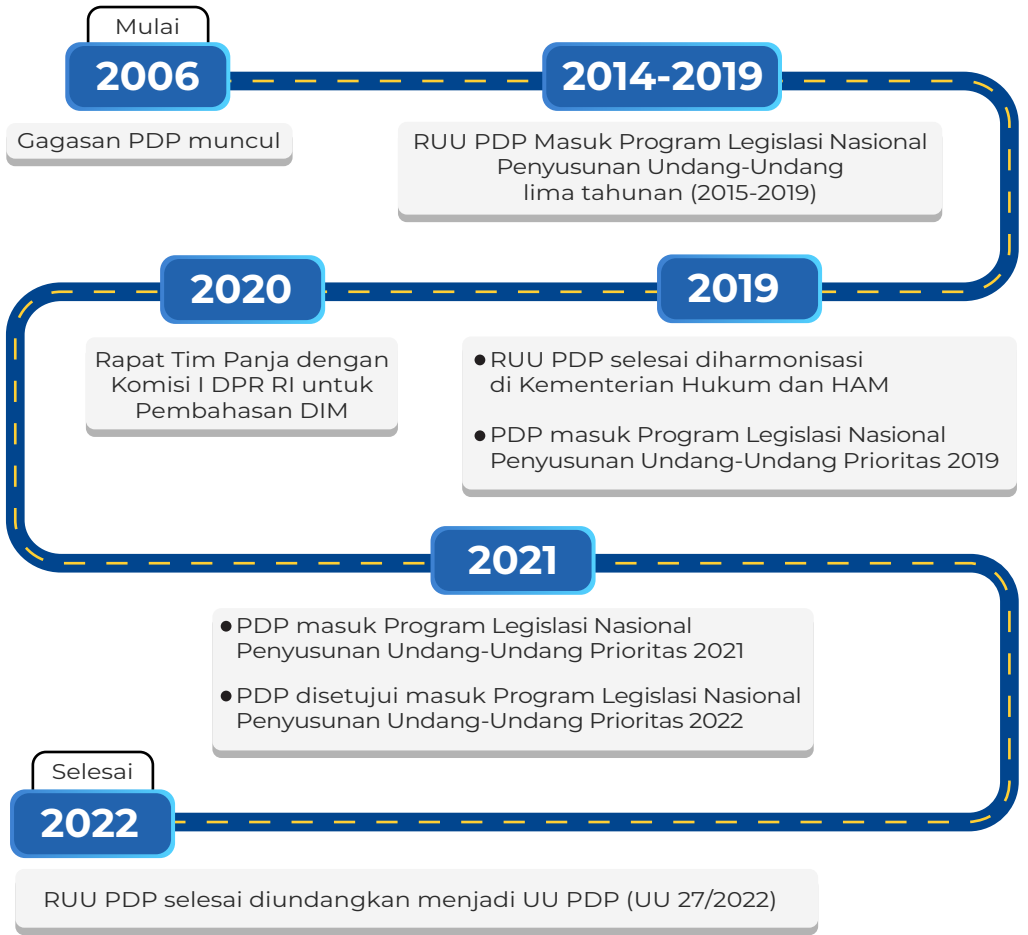 Mulai
2006
Gagasan PDP muncul
2014-2019
RUU PDP Masuk Program Legislasi Nasional
Penyusunan Undang-Undang
lima tahunan (2015-2019)
2019
● RUU PDP selesai diharmonisasi
di Kementerian Hukum dan HAM
● PDP masuk Program Legislasi Nasional
Penyusunan Undang-Undang Prioritas 2019
2020
Rapat Tim Panja dengan
Komisi I DPR RI untuk
Pembahasan DIM
2021
● PDP masuk Program Legislasi Nasional
Penyusunan Undang-Undang Prioritas 2021
● PDP disetujui masuk Program Legislasi Nasional
Penyusunan Undang-Undang Prioritas 2022
Selesai
2022
RUU PDP selesai diundangkan menjadi UU PDP (UU 27/2022)